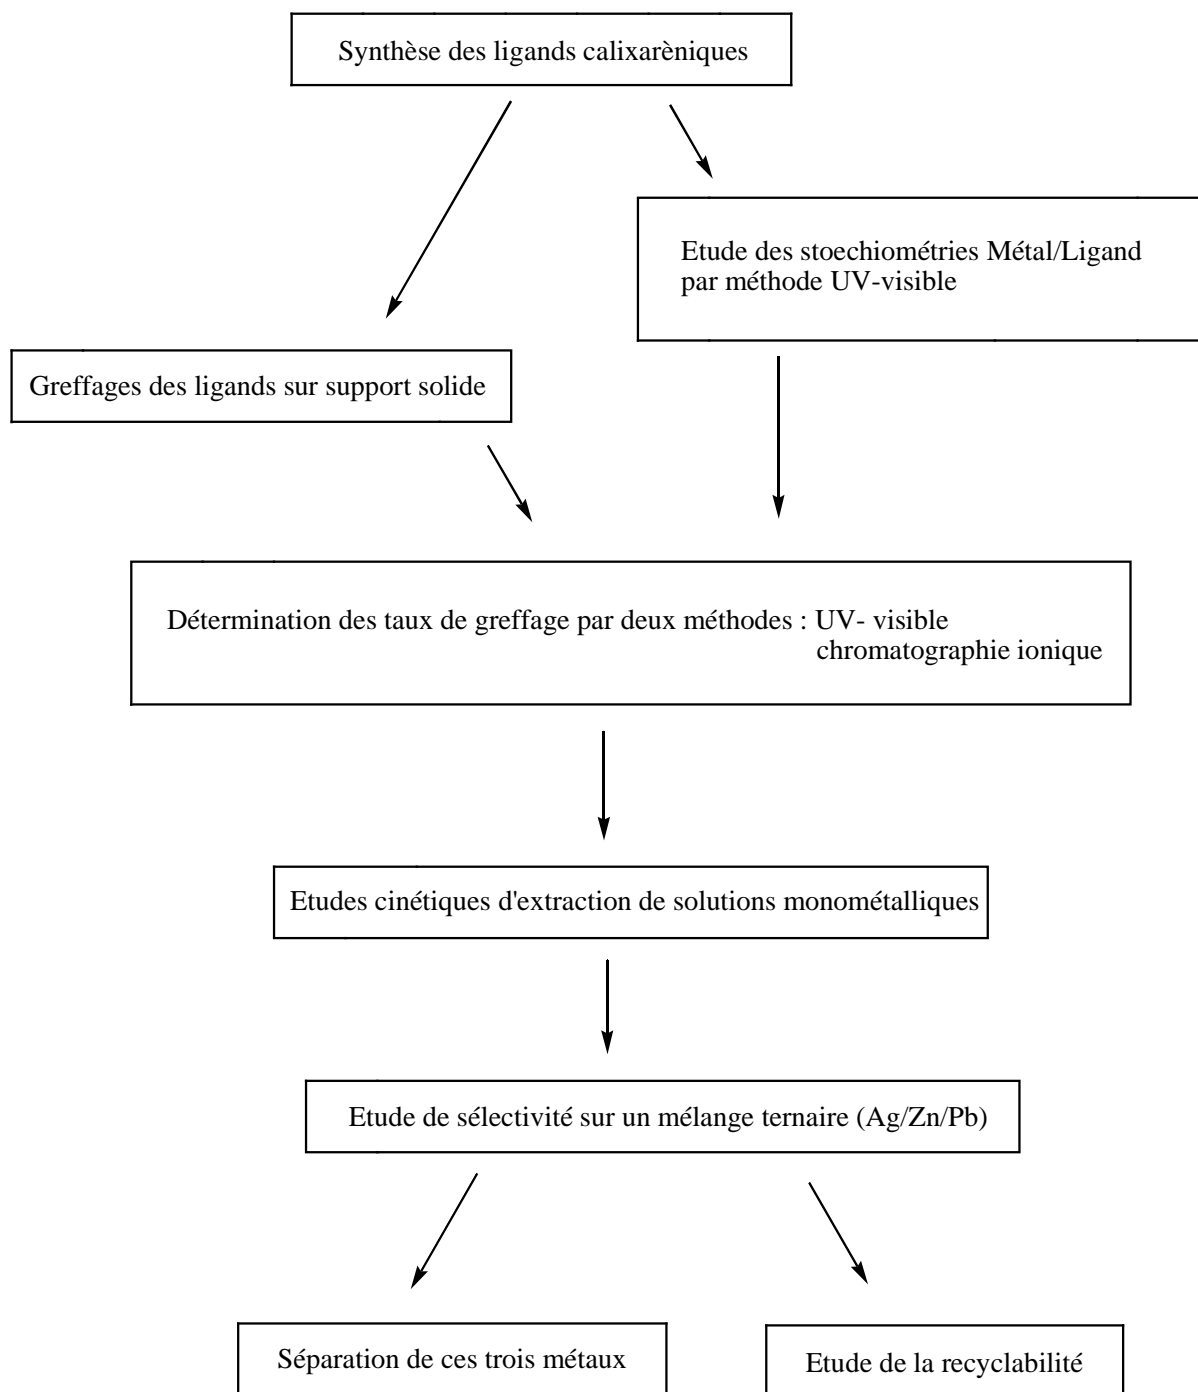 Synthèse des ligands calixarèniques
Etude des stoechiométries Métal/Ligand
par méthode UV-visible
Greffages des ligands sur support solide
Détermination des taux de greffage par deux méthodes : UV- visible
chromatographie ionique
Etudes cinétiques d'extraction de solutions monométalliques
Etude de sélectivité sur un mélange ternaire (Ag/Zn/Pb)
Séparation de ces trois métaux
Etude de la recyclabilité